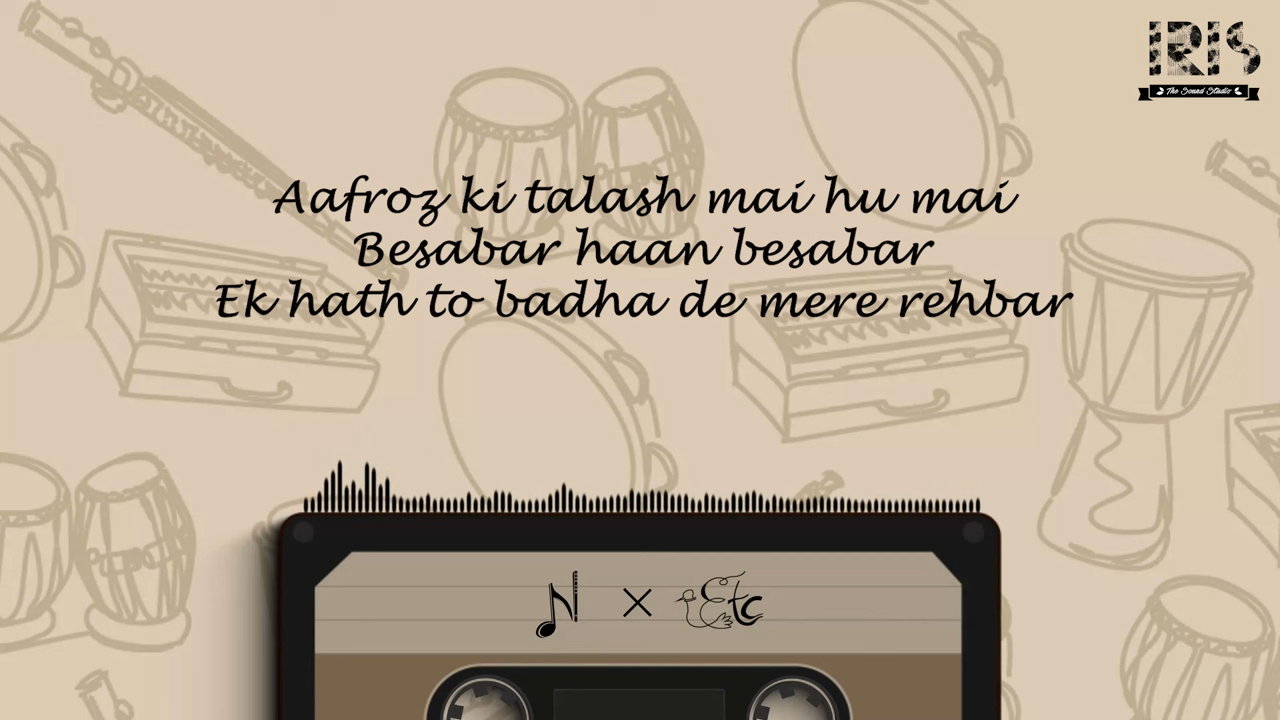 IRIS
The Sound Studio
Aafroz ki talash mai hu mai
Besabar haan besabar
Ek hath to badha de mere rehbar
N × Etc